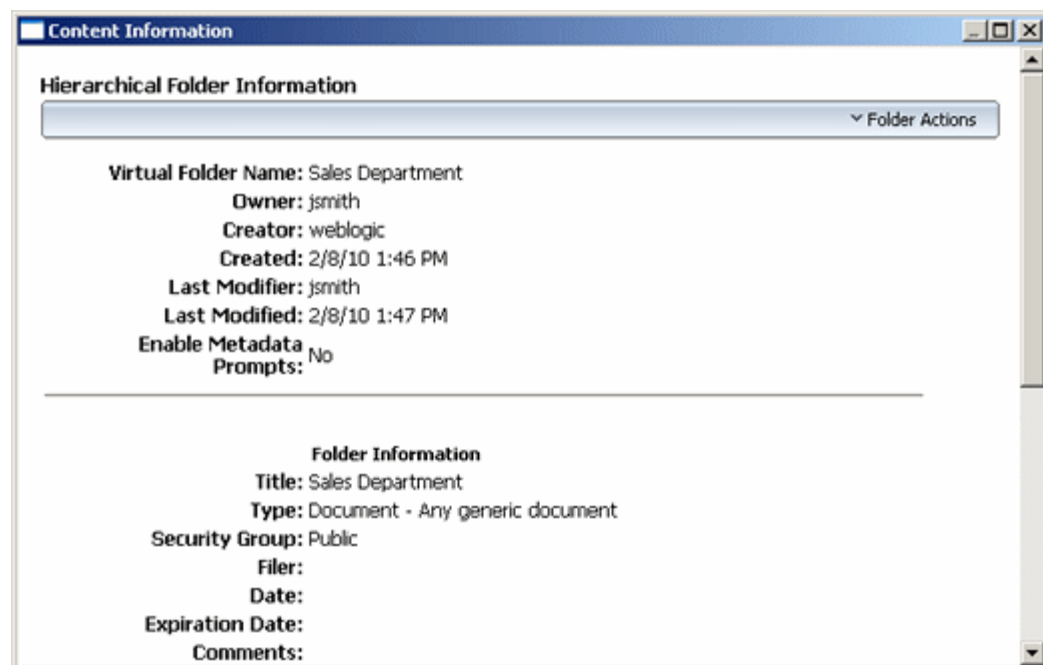 Content Information
Hierarchical Folder Information
Folder Actions
Virtual Folder Name: Sales Department
Owner: jsmith
Creator: weblogic
Created: 2/8/10 1:46 PM
Last Modifier: jsmith
Last Modified: 2/8/10 1:47 PM
Enable Metadata
Prompts: No
Folder Information
Title: Sales Department
Type: Document - Any generic document
Security Group: Public
Filer:
Date:
Expiration Date:
Comments: